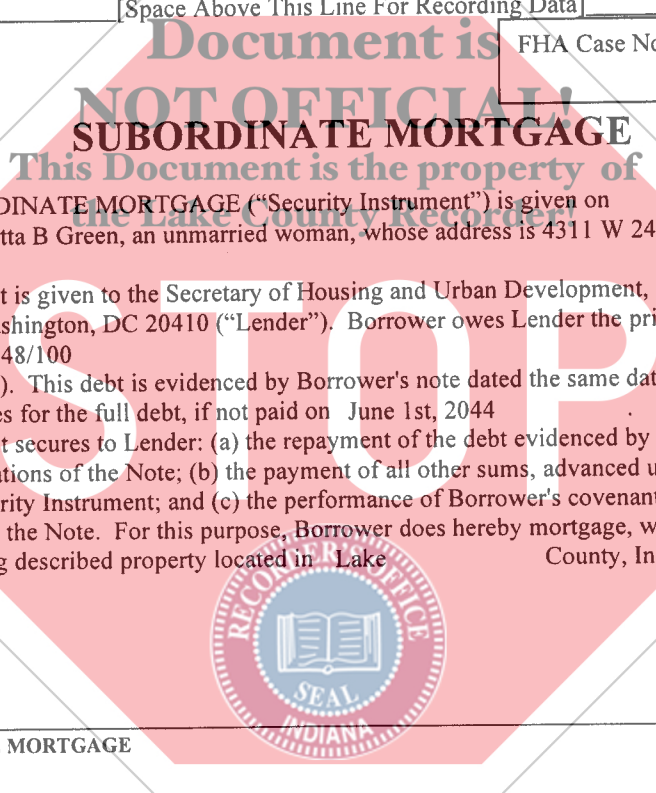 [Space Above This Line For Recording Data]
Document is
FHA Case No
NOT OFFICIAL!
SUBORDINATE MORTGAGE
This Document is the property of
the Lake County Recorder!
DINATE MORTGAGE ("Security Instrument") is given on
tta B Green, an unmarried woman, whose address is 4311 W 24
t is given to the Secretary of Housing and Urban Development,
shington, DC 20410 ("Lender"). Borrower owes Lender the pri
48/100
). This debt is evidenced by Borrower's note dated the same dat
es for the full debt, if not paid on June 1st, 2044 .
t secures to Lender: (a) the repayment of the debt evidenced by
tions of the Note; (b) the payment of all other sums, advanced u
rity Instrument; and (c) the performance of Borrower's covenant
the Note. For this purpose, Borrower does hereby mortgage, w
g described property located in Lake County, In
STOP
RECORDER'S OFFICE
SEAL
INDIANA
MORTGAGE